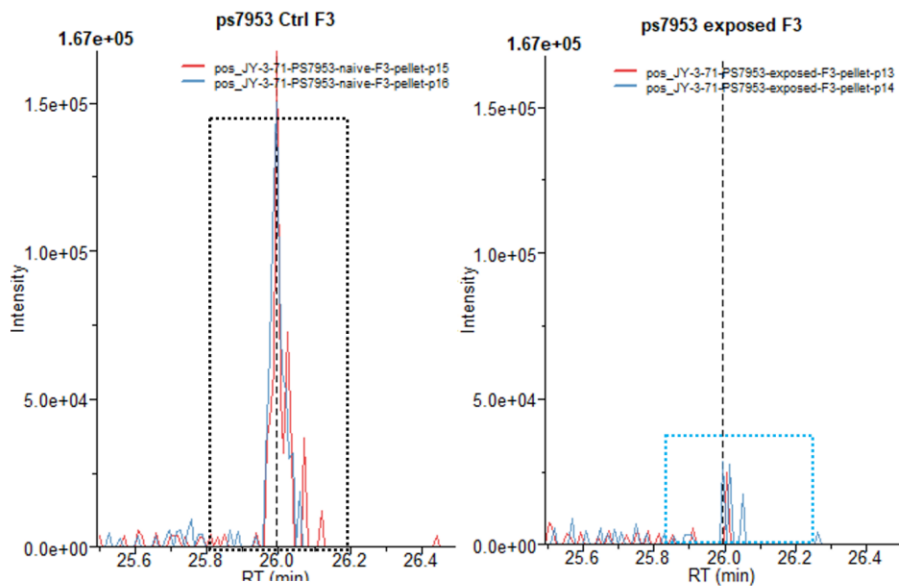 ps7953 Ctrl F3
1.67e+05
pos_JY-3-71-PS7953-naive-F3-pellet-p15
pos_JY-3-71-PS7953-naive-F3-pellet-p16
1.5e+05
1.0e+05
5.0e+04
0.0e+00
Intensity
25.6
25.8
26.0
26.2
26.4
RT (min)
ps7953 exposed F3
1.67e+05
pos_JY-3-71-PS7953-exposed-F3-pellet-p13
pos_JY-3-71-PS7953-exposed-F3-pellet-p14
1.5e+05
1.0e+05
5.0e+04
0.0e+00
Intensity
25.6
25.8
26.0
26.2
26.4
RT (min)